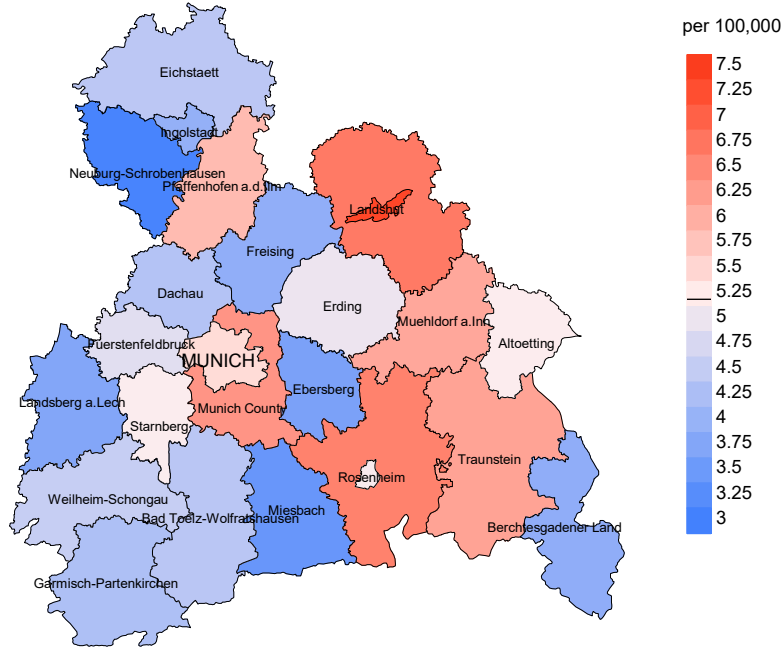 per 100,000
7.5
7.25
7
6.75
6.5
6.25
6
5.75
5.5
5.25
5
4.75
4.5
4.25
4
3.75
3.5
3.25
3
Eichstaett
Ingolstadt
Neuburg-Schrobenhausen
Pfaffenhofen a.d.Ilm
Landshut
Freising
Dachau
Erding
Muehldorf a.Inn
Fuerstenfeldbruck
Altoetting
MUNICH
Ebersberg
Landsberg a.Lech
Munich County
Starnberg
Traunstein
Rosenheim
Weilheim-Schongau
Miesbach
Bad Toelz-Wolfratshausen
Berchtesgadener Land
Garmisch-Partenkirchen